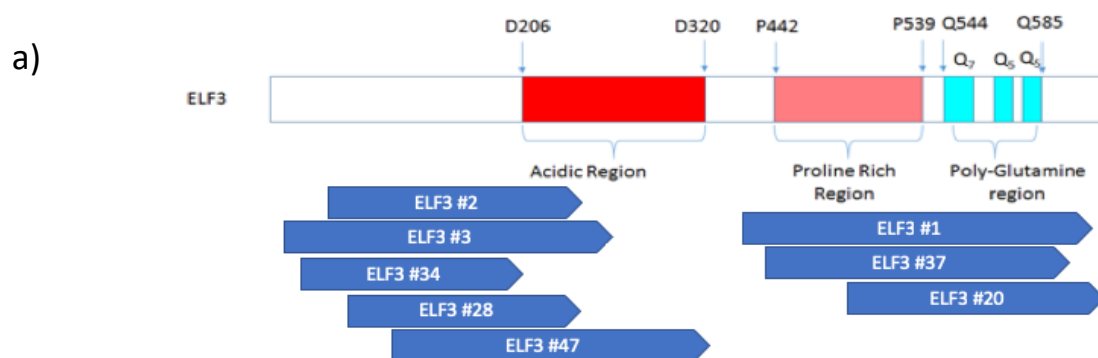 a)
D206 D320 P442 P539 Q544 Q585
Q7 Q5 Q5
ELF3
Acidic Region
Proline Rich
Region
Poly-Glutamine
region
ELF3 #2
ELF3 #3
ELF3 #34
ELF3 #28
ELF3 #47
ELF3 #1
ELF3 #37
ELF3 #20